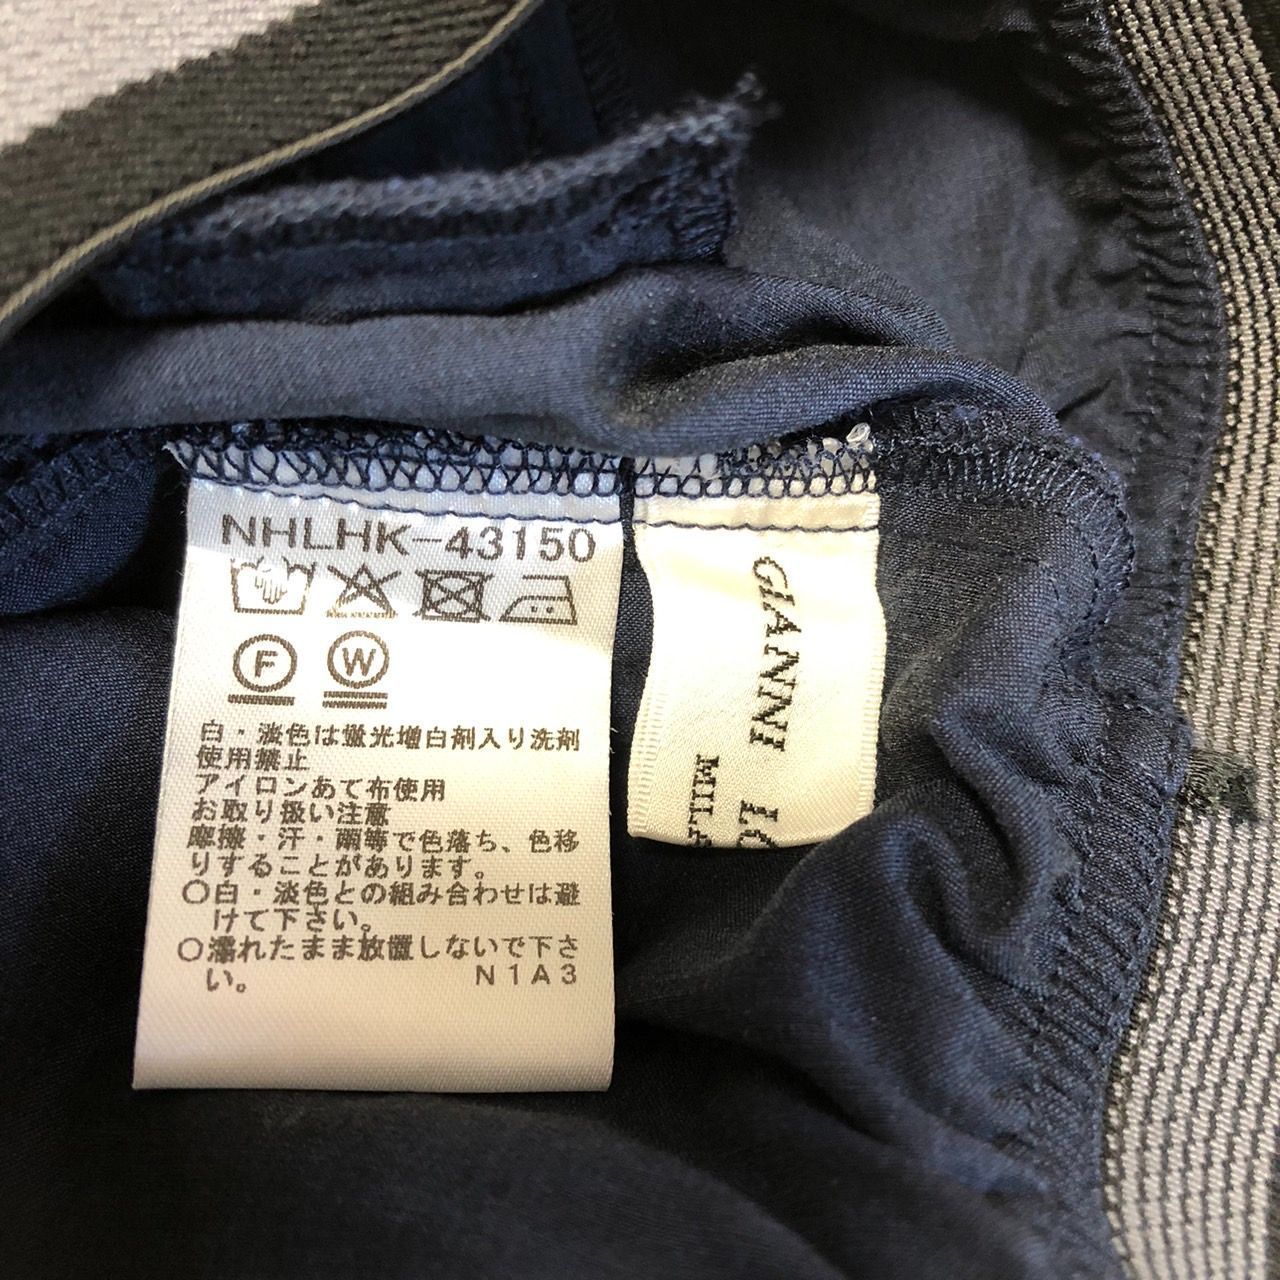 NHLHK-43150
F W
白・淡色は蛍光増白剤入り洗剤
使用禁止
アイロンあて布使用
お取り扱い注意
摩擦・汗・雨等で色落ち、色移
りすることがあります。
○白・淡色との組み合わせは避
けて下さい。
○濡れたまま放置しないで下さ
い。 N1A3
GIANNI LO
MILA